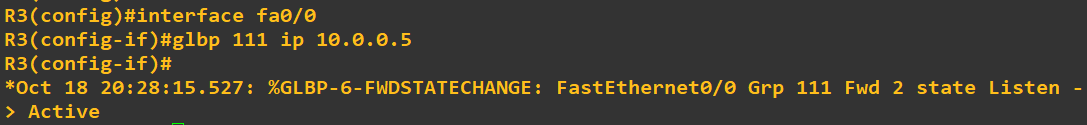 R3(config)#interface fa0/0
R3(config-if)#glbp 111 ip 10.0.0.5
R3(config-if)#
*Oct 18 20:28:15.527: %GLBP-6-FWDSTATECHANGE: FastEthernet0/0 Grp 111 Fwd 2 state Listen -
> Active